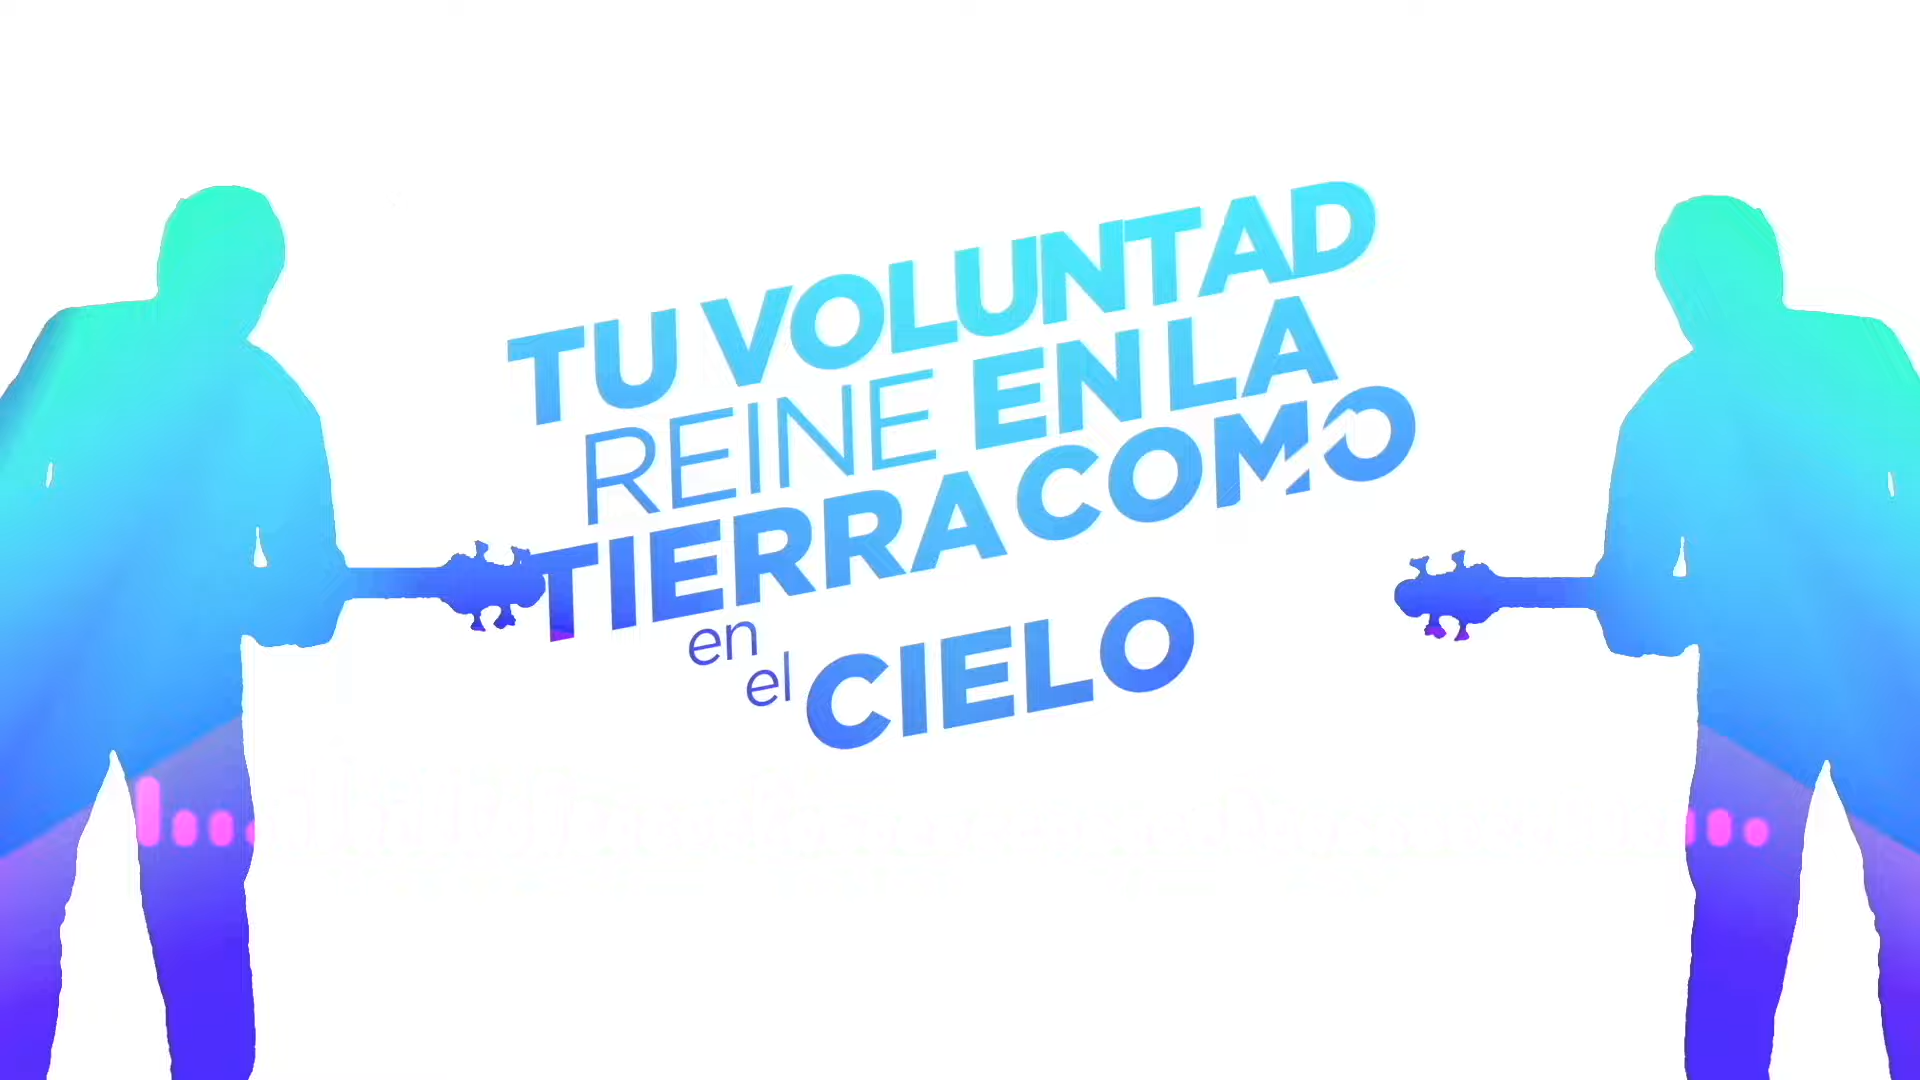 TU VOLUNTAD
REINE EN LA
TIERRA COMO
en
el CIELO